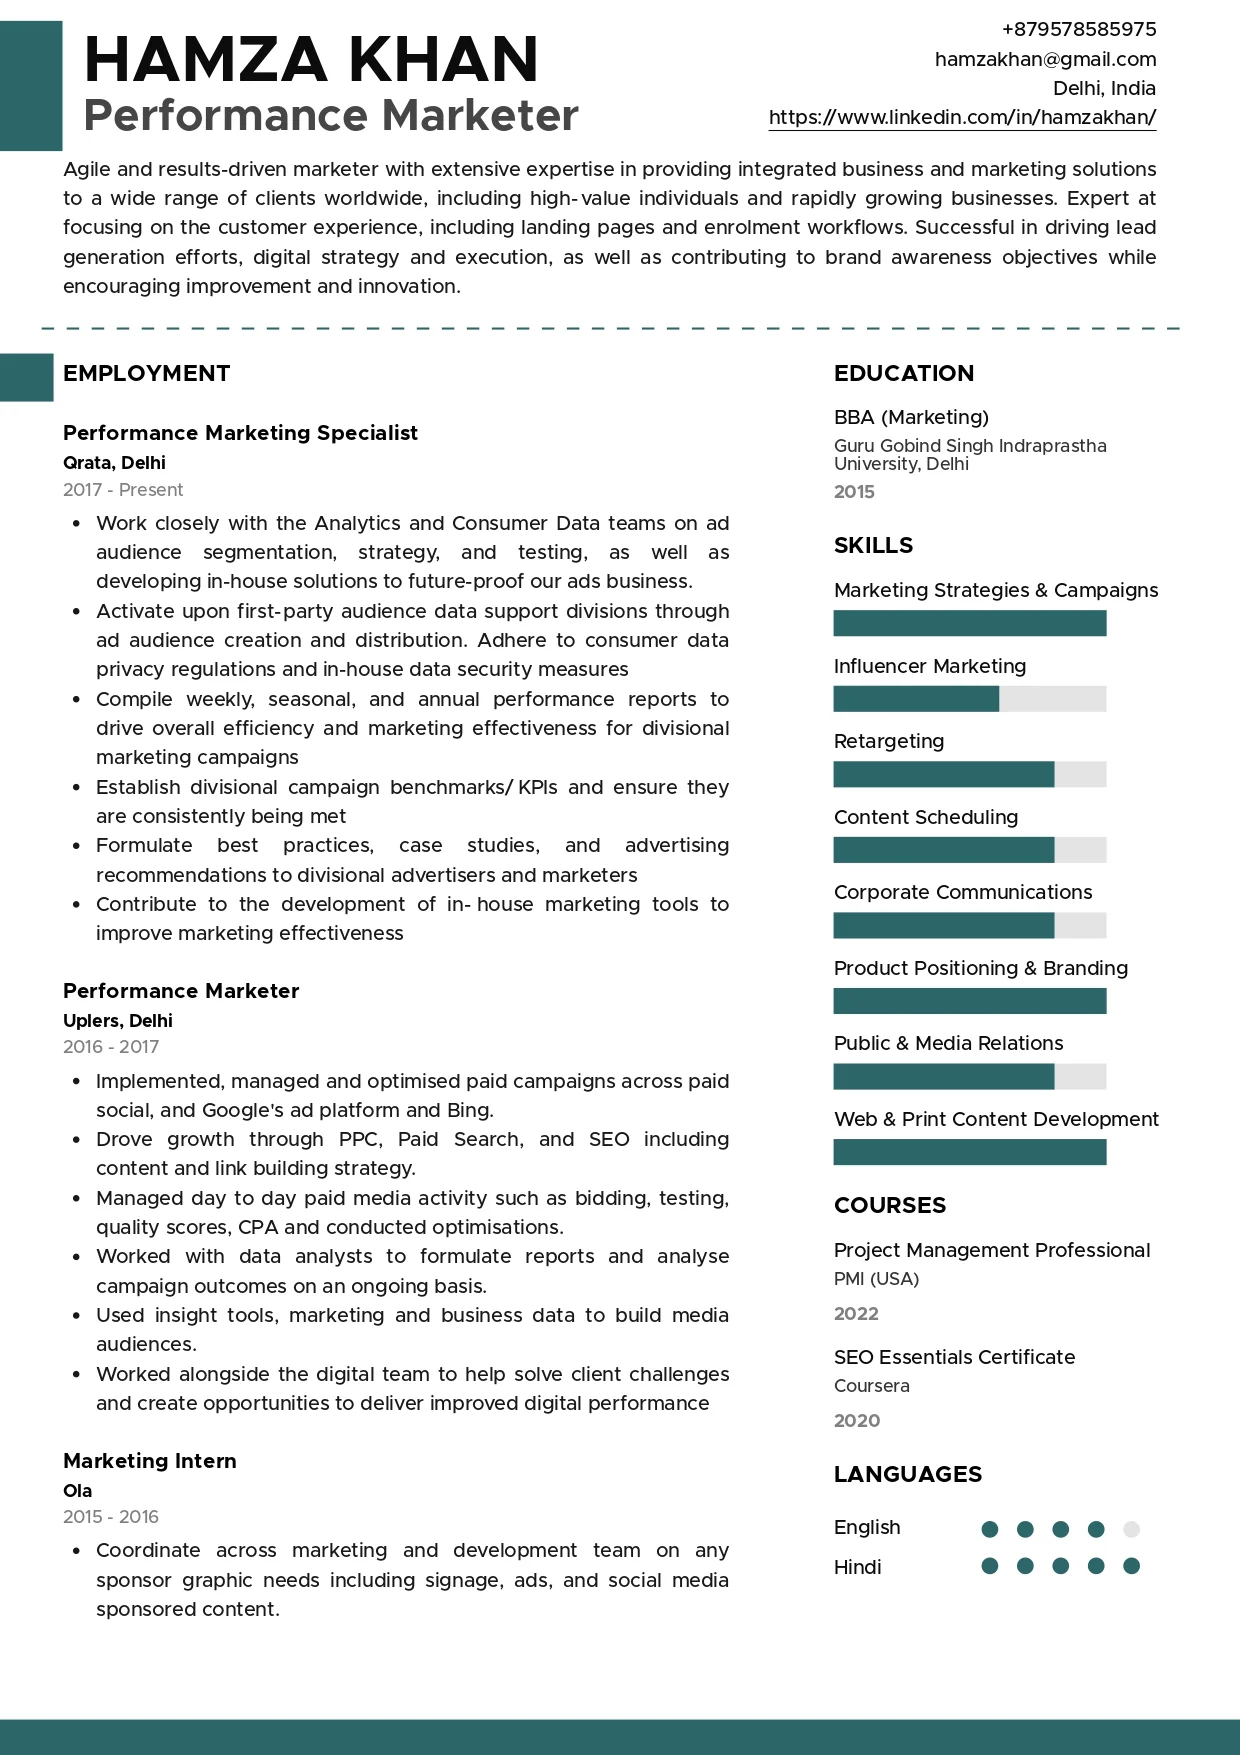 HAMZA KHAN
Performance Marketer
+879578585975
hamzakhan@gmail.com
Delhi, India
https://www.linkedin.com/in/hamzakhan/
Agile and results-driven marketer with extensive expertise in providing integrated business and marketing solutions
to a wide range of clients worldwide, including high-value individuals and rapidly growing businesses. Expert at
focusing on the customer experience, including landing pages and enrolment workflows. Successful in driving lead
generation efforts, digital strategy and execution, as well as contributing to brand awareness objectives while
encouraging improvement and innovation.
EMPLOYMENT
Performance Marketing Specialist
Qrata, Delhi
2017 - Present
• Work closely with the Analytics and Consumer Data teams on ad
audience segmentation, strategy, and testing, as well as
developing in-house solutions to future-proof our ads business.
• Activate upon first-party audience data support divisions through
ad audience creation and distribution. Adhere to consumer data
privacy regulations and in-house data security measures
• Compile weekly, seasonal, and annual performance reports to
drive overall efficiency and marketing effectiveness for divisional
marketing campaigns
• Establish divisional campaign benchmarks/ KPIs and ensure they
are consistently being met
• Formulate best practices, case studies, and advertising
recommendations to divisional advertisers and marketers
• Contribute to the development of in- house marketing tools to
improve marketing effectiveness
Performance Marketer
Uplers, Delhi
2016 - 2017
• Implemented, managed and optimised paid campaigns across paid
social, and Google's ad platform and Bing.
• Drove growth through PPC, Paid Search, and SEO including
content and link building strategy.
• Managed day to day paid media activity such as bidding, testing,
quality scores, CPA and conducted optimisations.
• Worked with data analysts to formulate reports and analyse
campaign outcomes on an ongoing basis.
• Used insight tools, marketing and business data to build media
audiences.
• Worked alongside the digital team to help solve client challenges
and create opportunities to deliver improved digital performance
Marketing Intern
Ola
2015 - 2016
• Coordinate across marketing and development team on any
sponsor graphic needs including signage, ads, and social media
sponsored content.
EDUCATION
BBA (Marketing)
Guru Gobind Singh Indraprastha
University, Delhi
2015
SKILLS
Marketing Strategies & Campaigns
Influencer Marketing
Retargeting
Content Scheduling
Corporate Communications
Product Positioning & Branding
Public & Media Relations
Web & Print Content Development
COURSES
Project Management Professional
PMI (USA)
2022
SEO Essentials Certificate
Coursera
2020
LANGUAGES
English
Hindi